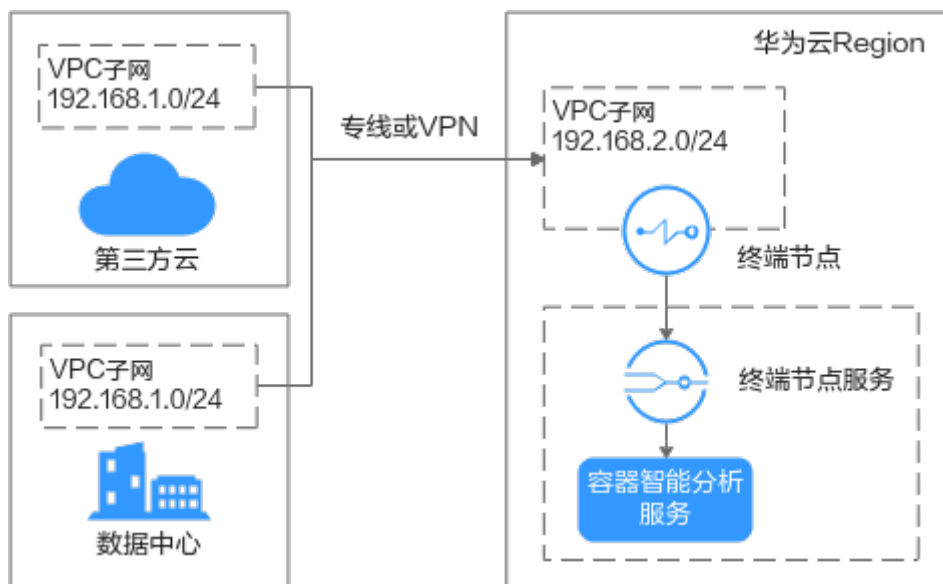 VPC子网
192.168.1.0/24
第三方云
VPC子网
192.168.1.0/24
数据中心
专线或VPN
华为云Region
VPC子网
192.168.2.0/24
终端节点
终端节点服务
容器智能分析
服务